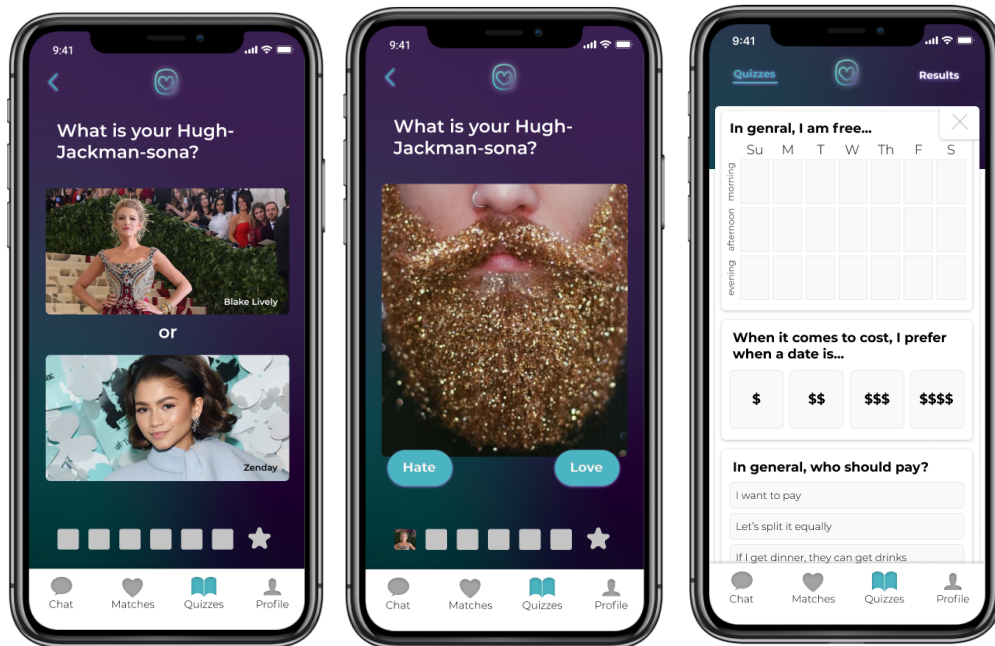 9:41
What is your Hugh-
Jackman-sona?
Blake Lively
or
Zenday
Chat
Matches
Quizzes
Profile
9:41
What is your Hugh-
Jackman-sona?
Hate
Love
Chat
Matches
Quizzes
Profile
9:41
Quizzes
Results
In genral, I am free...
Su M T W Th F S
morning
afternoon
evening
When it comes to cost, I prefer
when a date is...
$ $$ $$$ $$$$
In general, who should pay?
I want to pay
Let's split it equally
If I get dinner, they can get drinks
Chat
Matches
Quizzes
Profile